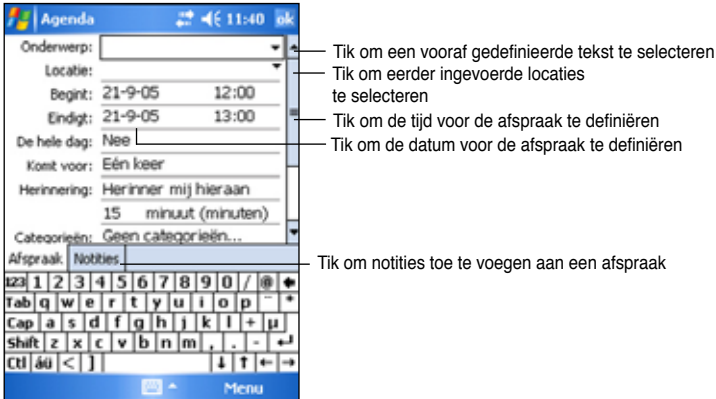 Agenda 11:40 ok
Onderwerp:
Locatie:
Begint: 21-9-05 12:00
Eindigt: 21-9-05 13:00
De hele dag: Nee
Komt voor: Eén keer
Herinnering: Herinner mij hieraan
15 minuut (minuten)
Categorieën: Geen categorieën...
Afspraak Notities
123 1 2 3 4 5 6 7 8 9 0 / @
Tab q w e r t y u i o p ¨ *
Cap a s d f g h j k l + µ
Shift z x c v b n m , . -
Ctl áü < ]
Menu
Tik om een vooraf gedefinieerde tekst te selecteren
Tik om eerder ingevoerde locaties
te selecteren
Tik om de tijd voor de afspraak te definiëren
Tik om de datum voor de afspraak te definiëren
Tik om notities toe te voegen aan een afspraak